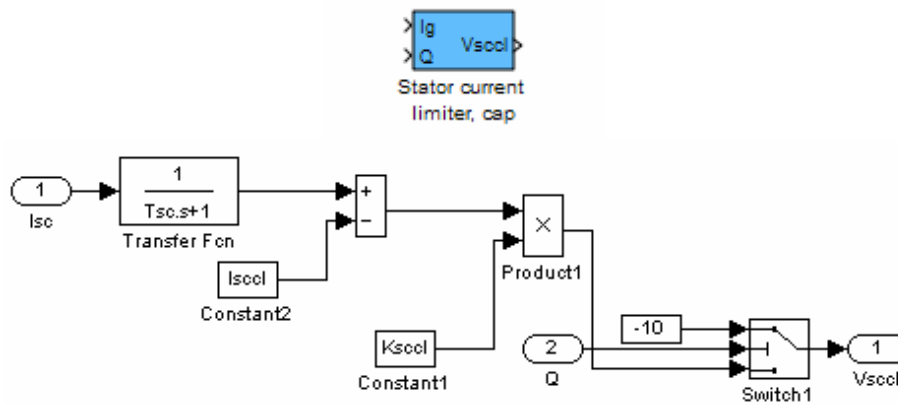 Ig
Q
Vsccl
Stator current
limiter, cap
1
Isc
1
Tsc.s+1
Transfer Fcn
+
−
Isccl
Constant2
×
Product1
Ksccl
Constant1
-10
2
Q
Switch1
1
Vsccl